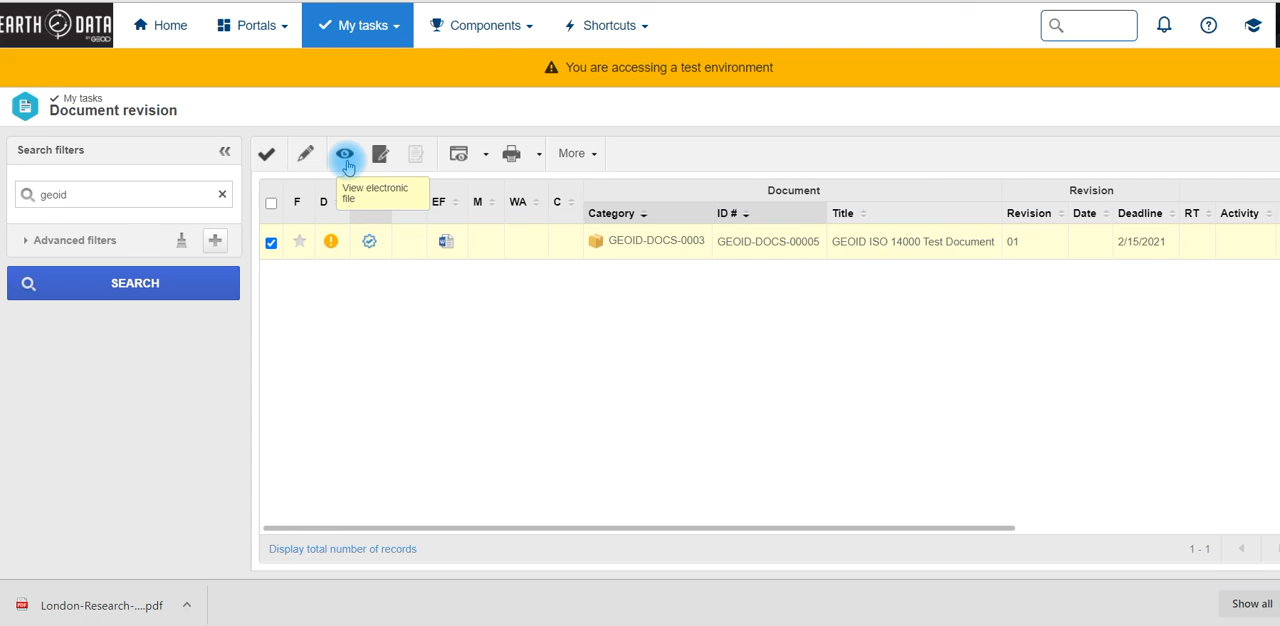 EARTH DATA
BY GEOID
Home
Portals
My tasks
Components
Shortcuts
You are accessing a test environment
My tasks
Document revision
Search filters
geoid
Advanced filters
SEARCH
More
View electronic
file
F D EF M WA C
Document
Revision
Category ID # Title Revision Date Deadline RT Activity
GEOID-DOCS-0003 GEOID-DOCS-00005 GEOID ISO 14000 Test Document 01 2/15/2021
Display total number of records
1 - 1
London-Research-....pdf
Show all